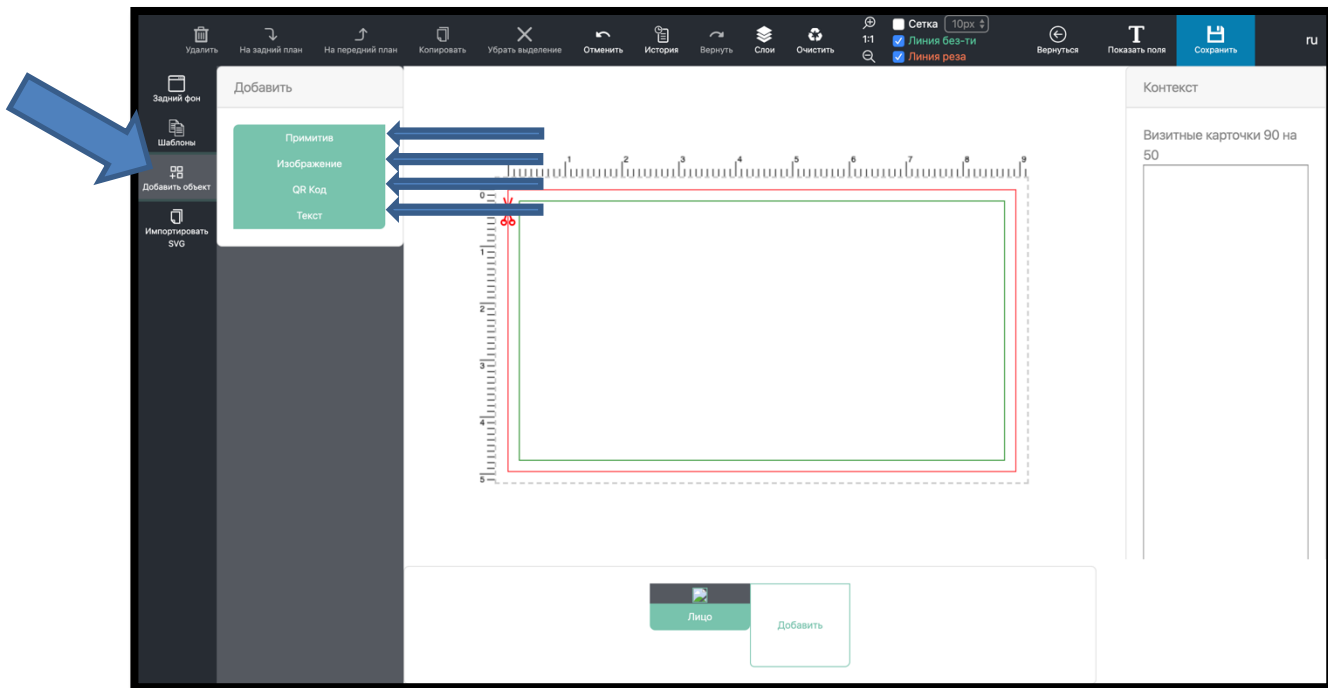 Удалить
На задний план
На передний план
Копировать
Убрать выделение
Отменить
История
Вернуть
Слои
Очистить
1:1
Сетка 10px
Линия без-ти
Линия реза
Вернуться
T
Показать поля
Сохранить
ru
Задний фон
Шаблоны
Добавить объект
Импортировать
SVG
Добавить
Примитив
Изображение
QR Код
Текст
1 2 3 4 5 6 7 8 9
0
1
2
3
4
5
Контекст
Визитные карточки 90 на
50
Лицо
Добавить